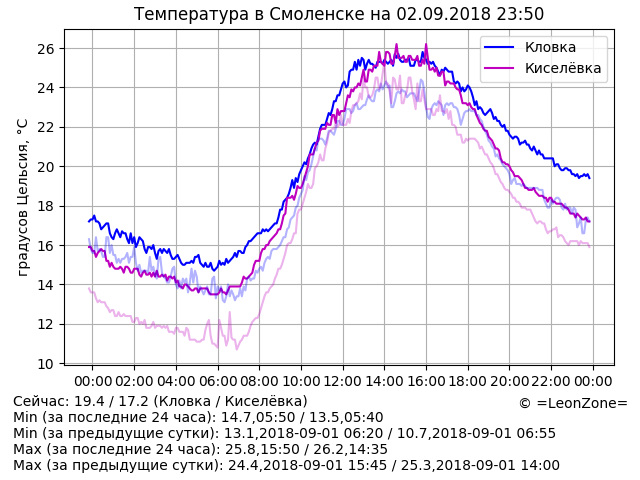 Температура в Смоленске на 02.09.2018 23:50
Кловка
Киселёвка
градусов Цельсия, °C
26
24
22
20
18
16
14
12
10
00:00 02:00 04:00 06:00 08:00 10:00 12:00 14:00 16:00 18:00 20:00 22:00 00:00
Сейчас: 19.4 / 17.2 (Кловка / Киселёвка)
© =LeonZone=
Min (за последние 24 часа): 14.7,05:50 / 13.5,05:40
Min (за предыдущие сутки): 13.1,2018-09-01 06:20 / 10.7,2018-09-01 06:55
Max (за последние 24 часа): 25.8,15:50 / 26.2,14:35
Max (за предыдущие сутки): 24.4,2018-09-01 15:45 / 25.3,2018-09-01 14:00